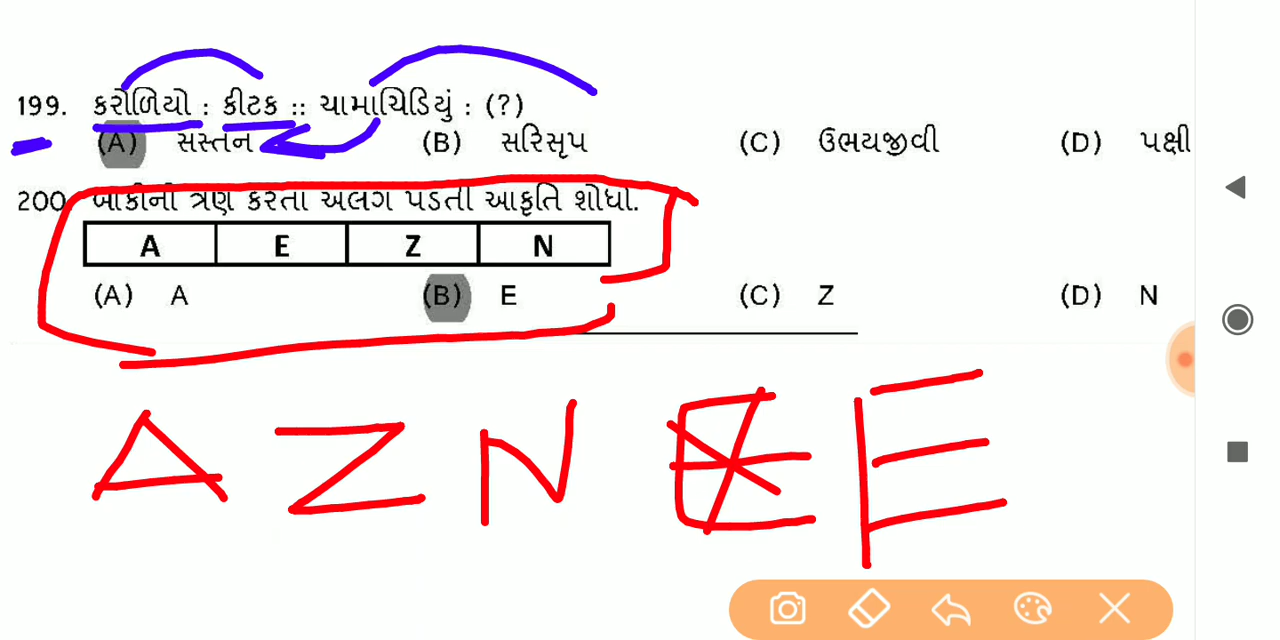 199. કરોળિયો : કીટક :: ચામાચિડિયું : (?)
(A) સસ્તન (B) સરિસૃપ (C) ઉભયજીવી (D) પક્ષી
200. બાકીની ત્રણ કરતા અલગ પડતી આકૃતિ શોધો.
A E Z N
(A) A (B) E (C) Z (D) N
A Z N E E